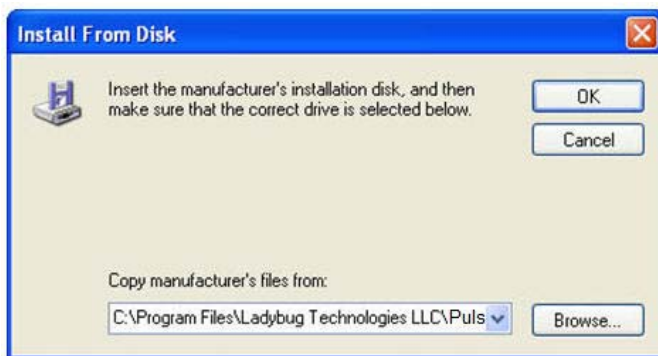 Install From Disk
Insert the manufacturer's installation disk, and then
make sure that the correct drive is selected below.
OK
Cancel
Copy manufacturer's files from:
C:\Program Files\Ladybug Technologies LLC\Puls
Browse...